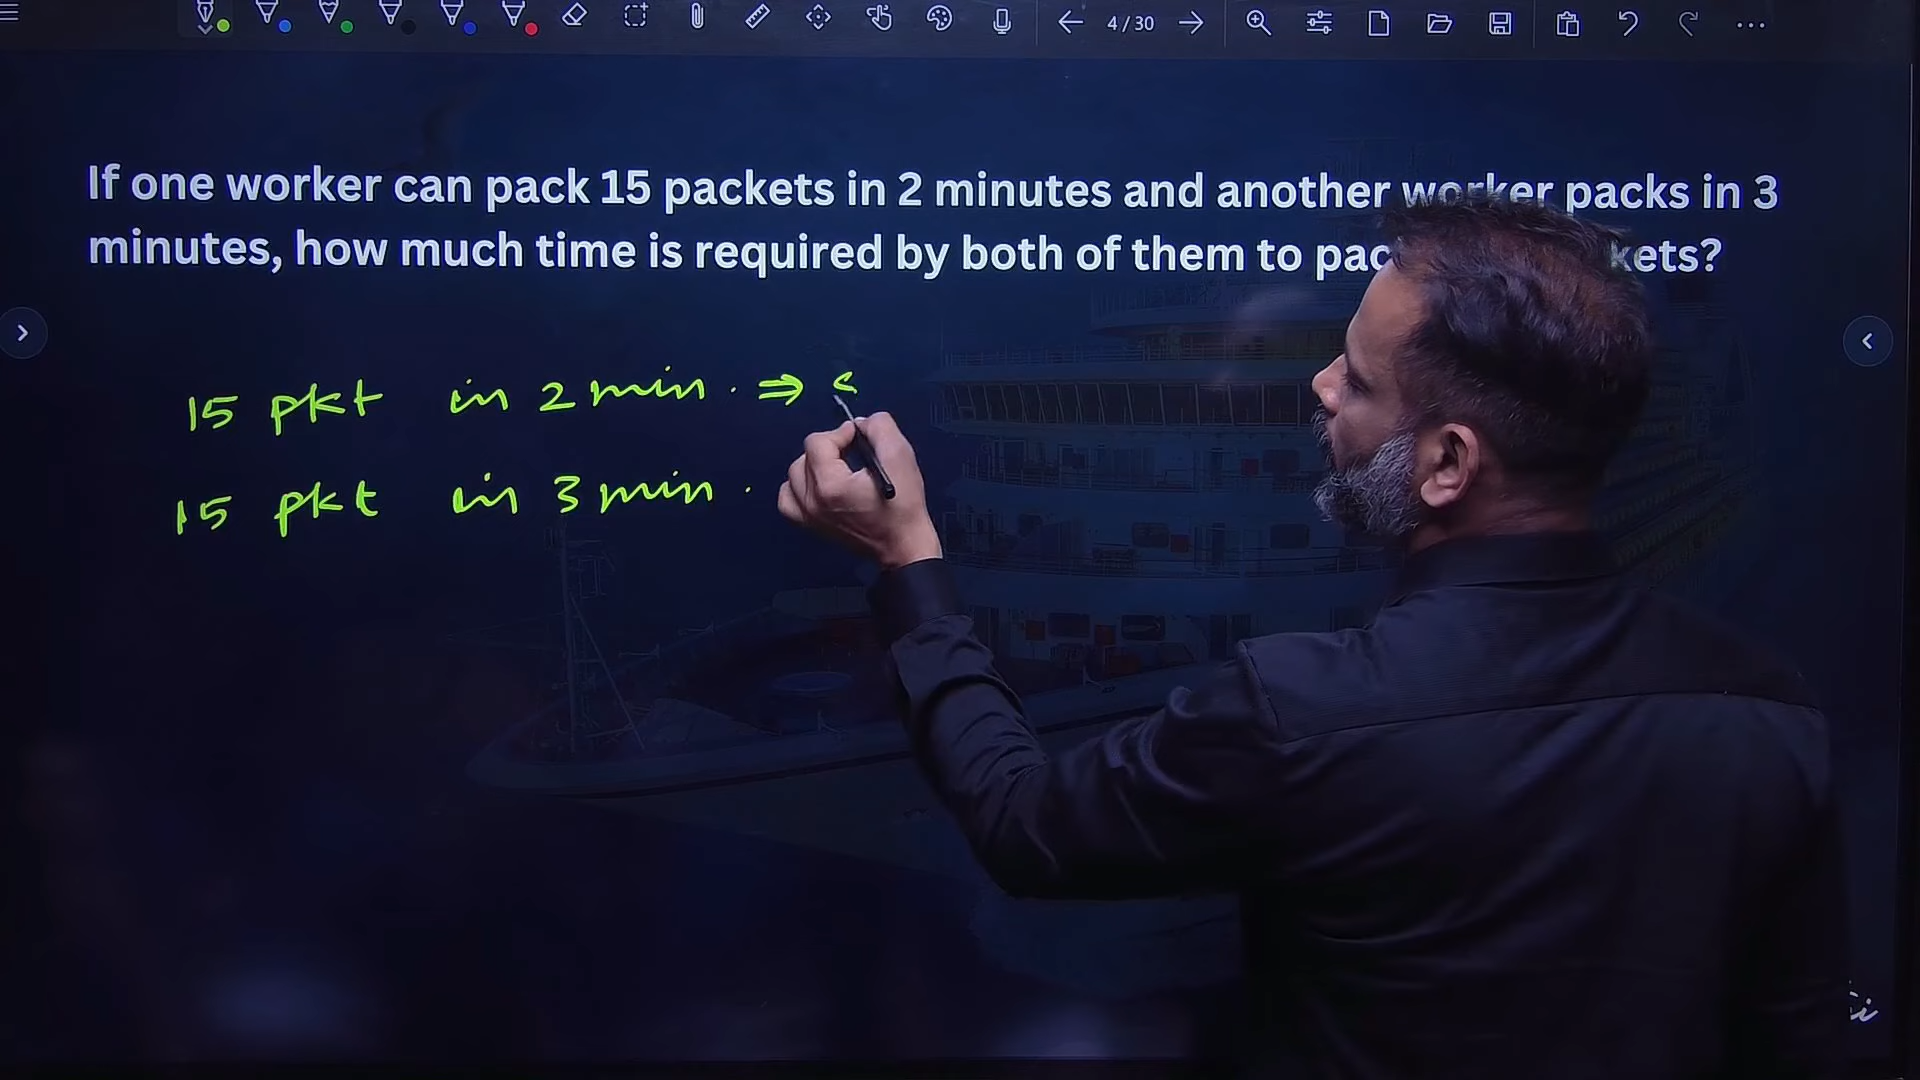 4 / 30
If one worker can pack 15 packets in 2 minutes and another worker packs in 3
minutes, how much time is required by both of them to kets?
15 pkt in 2 min. ⇒
15 pkt in 3 min.